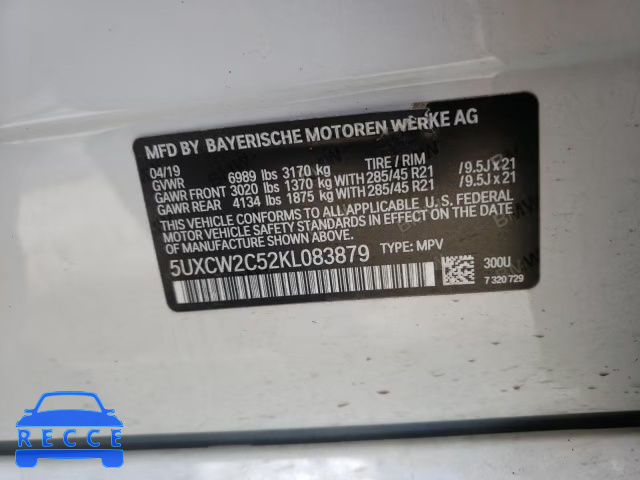 MFD BY BAYERISCHE MOTOREN WERKE AG
04/19
GVWR 6989 lbs 3170 kg TIRE / RIM
GAWR FRONT 3020 lbs 1370 kg WITH 285/45 R21 /9.5J x 21
GAWR REAR 4134 lbs 1875 kg WITH 285/45 R21 /9.5J x 21
THIS VEHICLE CONFORMS TO ALL APPLICABLE U. S. FEDERAL
MOTOR VEHICLE SAFETY STANDARDS IN EFFECT ON THE
DATE OF MANUFACTURE SHOWN ABOVE.
5UXCW2C52KL083879 TYPE: MPV
300U
7 320 729
RECCE